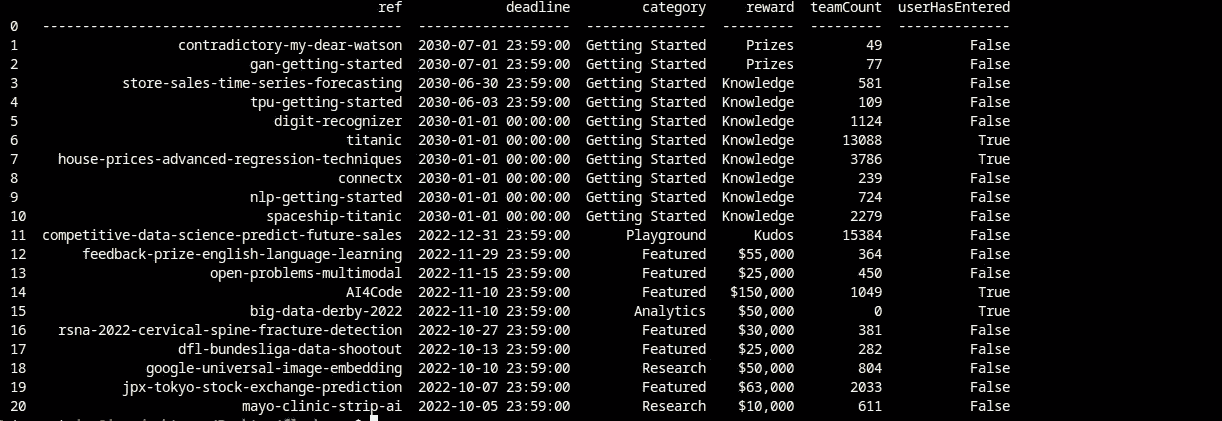 ref deadline category reward teamCount userHasEntered
0 --------------------------------------------- ------------------- --------------- --------- --------- --------------
1 contradictory-my-dear-watson 2030-07-01 23:59:00 Getting Started Prizes 49 False
2 gan-getting-started 2030-07-01 23:59:00 Getting Started Prizes 77 False
3 store-sales-time-series-forecasting 2030-06-30 23:59:00 Getting Started Knowledge 581 False
4 tpu-getting-started 2030-06-03 23:59:00 Getting Started Knowledge 109 False
5 digit-recognizer 2030-01-01 00:00:00 Getting Started Knowledge 1124 False
6 titanic 2030-01-01 00:00:00 Getting Started Knowledge 13088 True
7 house-prices-advanced-regression-techniques 2030-01-01 00:00:00 Getting Started Knowledge 3786 True
8 connectx 2030-01-01 00:00:00 Getting Started Knowledge 239 False
9 nlp-getting-started 2030-01-01 00:00:00 Getting Started Knowledge 724 False
10 spaceship-titanic 2030-01-01 00:00:00 Getting Started Knowledge 2279 False
11 competitive-data-science-predict-future-sales 2022-12-31 23:59:00 Playground Kudos 15384 False
12 feedback-prize-english-language-learning 2022-11-29 23:59:00 Featured $55,000 364 False
13 open-problems-multimodal 2022-11-15 23:59:00 Featured $25,000 450 False
14 AI4Code 2022-11-10 23:59:00 Featured $150,000 1049 True
15 big-data-derby-2022 2022-11-10 23:59:00 Analytics $50,000 0 True
16 rsna-2022-cervical-spine-fracture-detection 2022-10-27 23:59:00 Featured $30,000 381 False
17 dfl-bundesliga-data-shootout 2022-10-13 23:59:00 Featured $25,000 282 False
18 google-universal-image-embedding 2022-10-10 23:59:00 Research $50,000 804 False
19 jpx-tokyo-stock-exchange-prediction 2022-10-07 23:59:00 Featured $63,000 2033 False
20 mayo-clinic-strip-ai 2022-10-05 23:59:00 Research $10,000 611 False